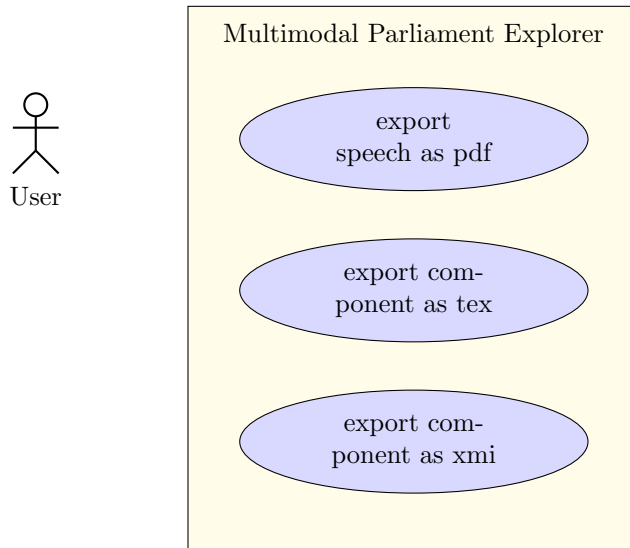 Multimodal Parliament Explorer
export
speech as pdf
User
export com-
ponent as tex
export com-
ponent as xmi